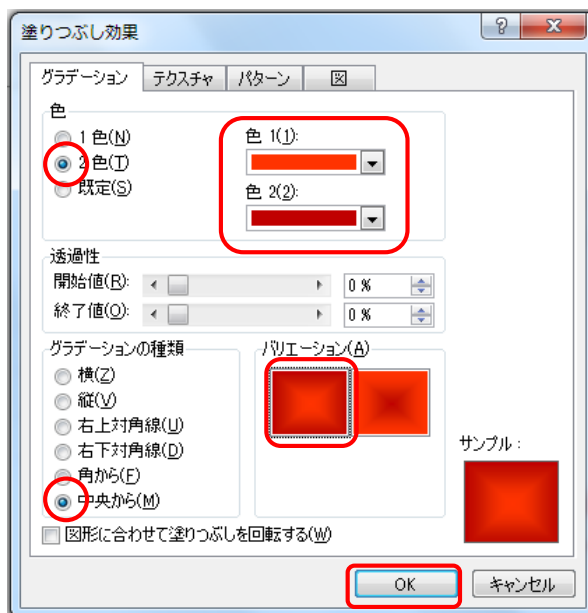 塗りつぶし効果
グラデーション テクスチャ パターン 図
色
1 色(N)
2 色(T)
既定(S)
色 1(1):
色 2(2):
透過性
開始値(R): 0 %
終了値(O): 0 %
グラデーションの種類
横(Z)
縦(V)
右上対角線(U)
右下対角線(D)
角から(F)
中央から(M)
バリエーション(A)
サンプル :
図形に合わせて塗りつぶしを回転する(W)
OK キャンセル